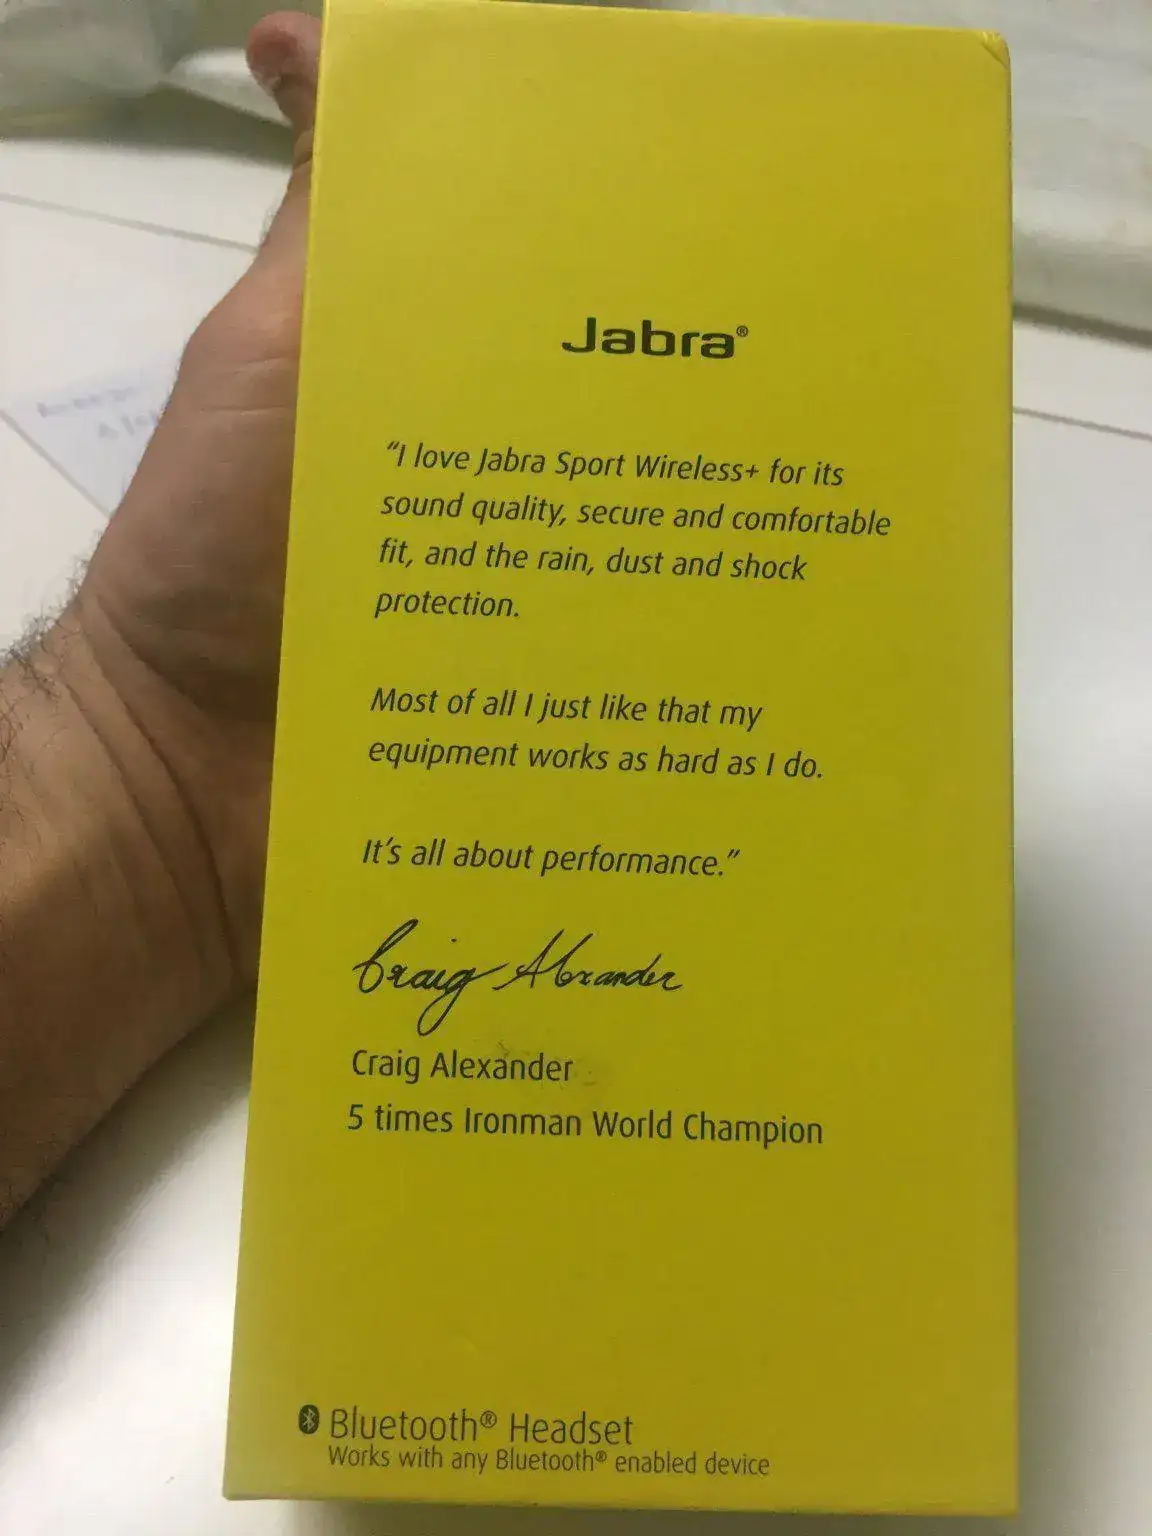 Jabra®
“I love Jabra Sport Wireless+ for its
sound quality, secure and comfortable
fit, and the rain, dust and shock
protection.
Most of all I just like that my
equipment works as hard as I do.
It’s all about performance.”
Craig Alexander
Craig Alexander
5 times Ironman World Champion
Bluetooth® Headset
Works with any Bluetooth® enabled device